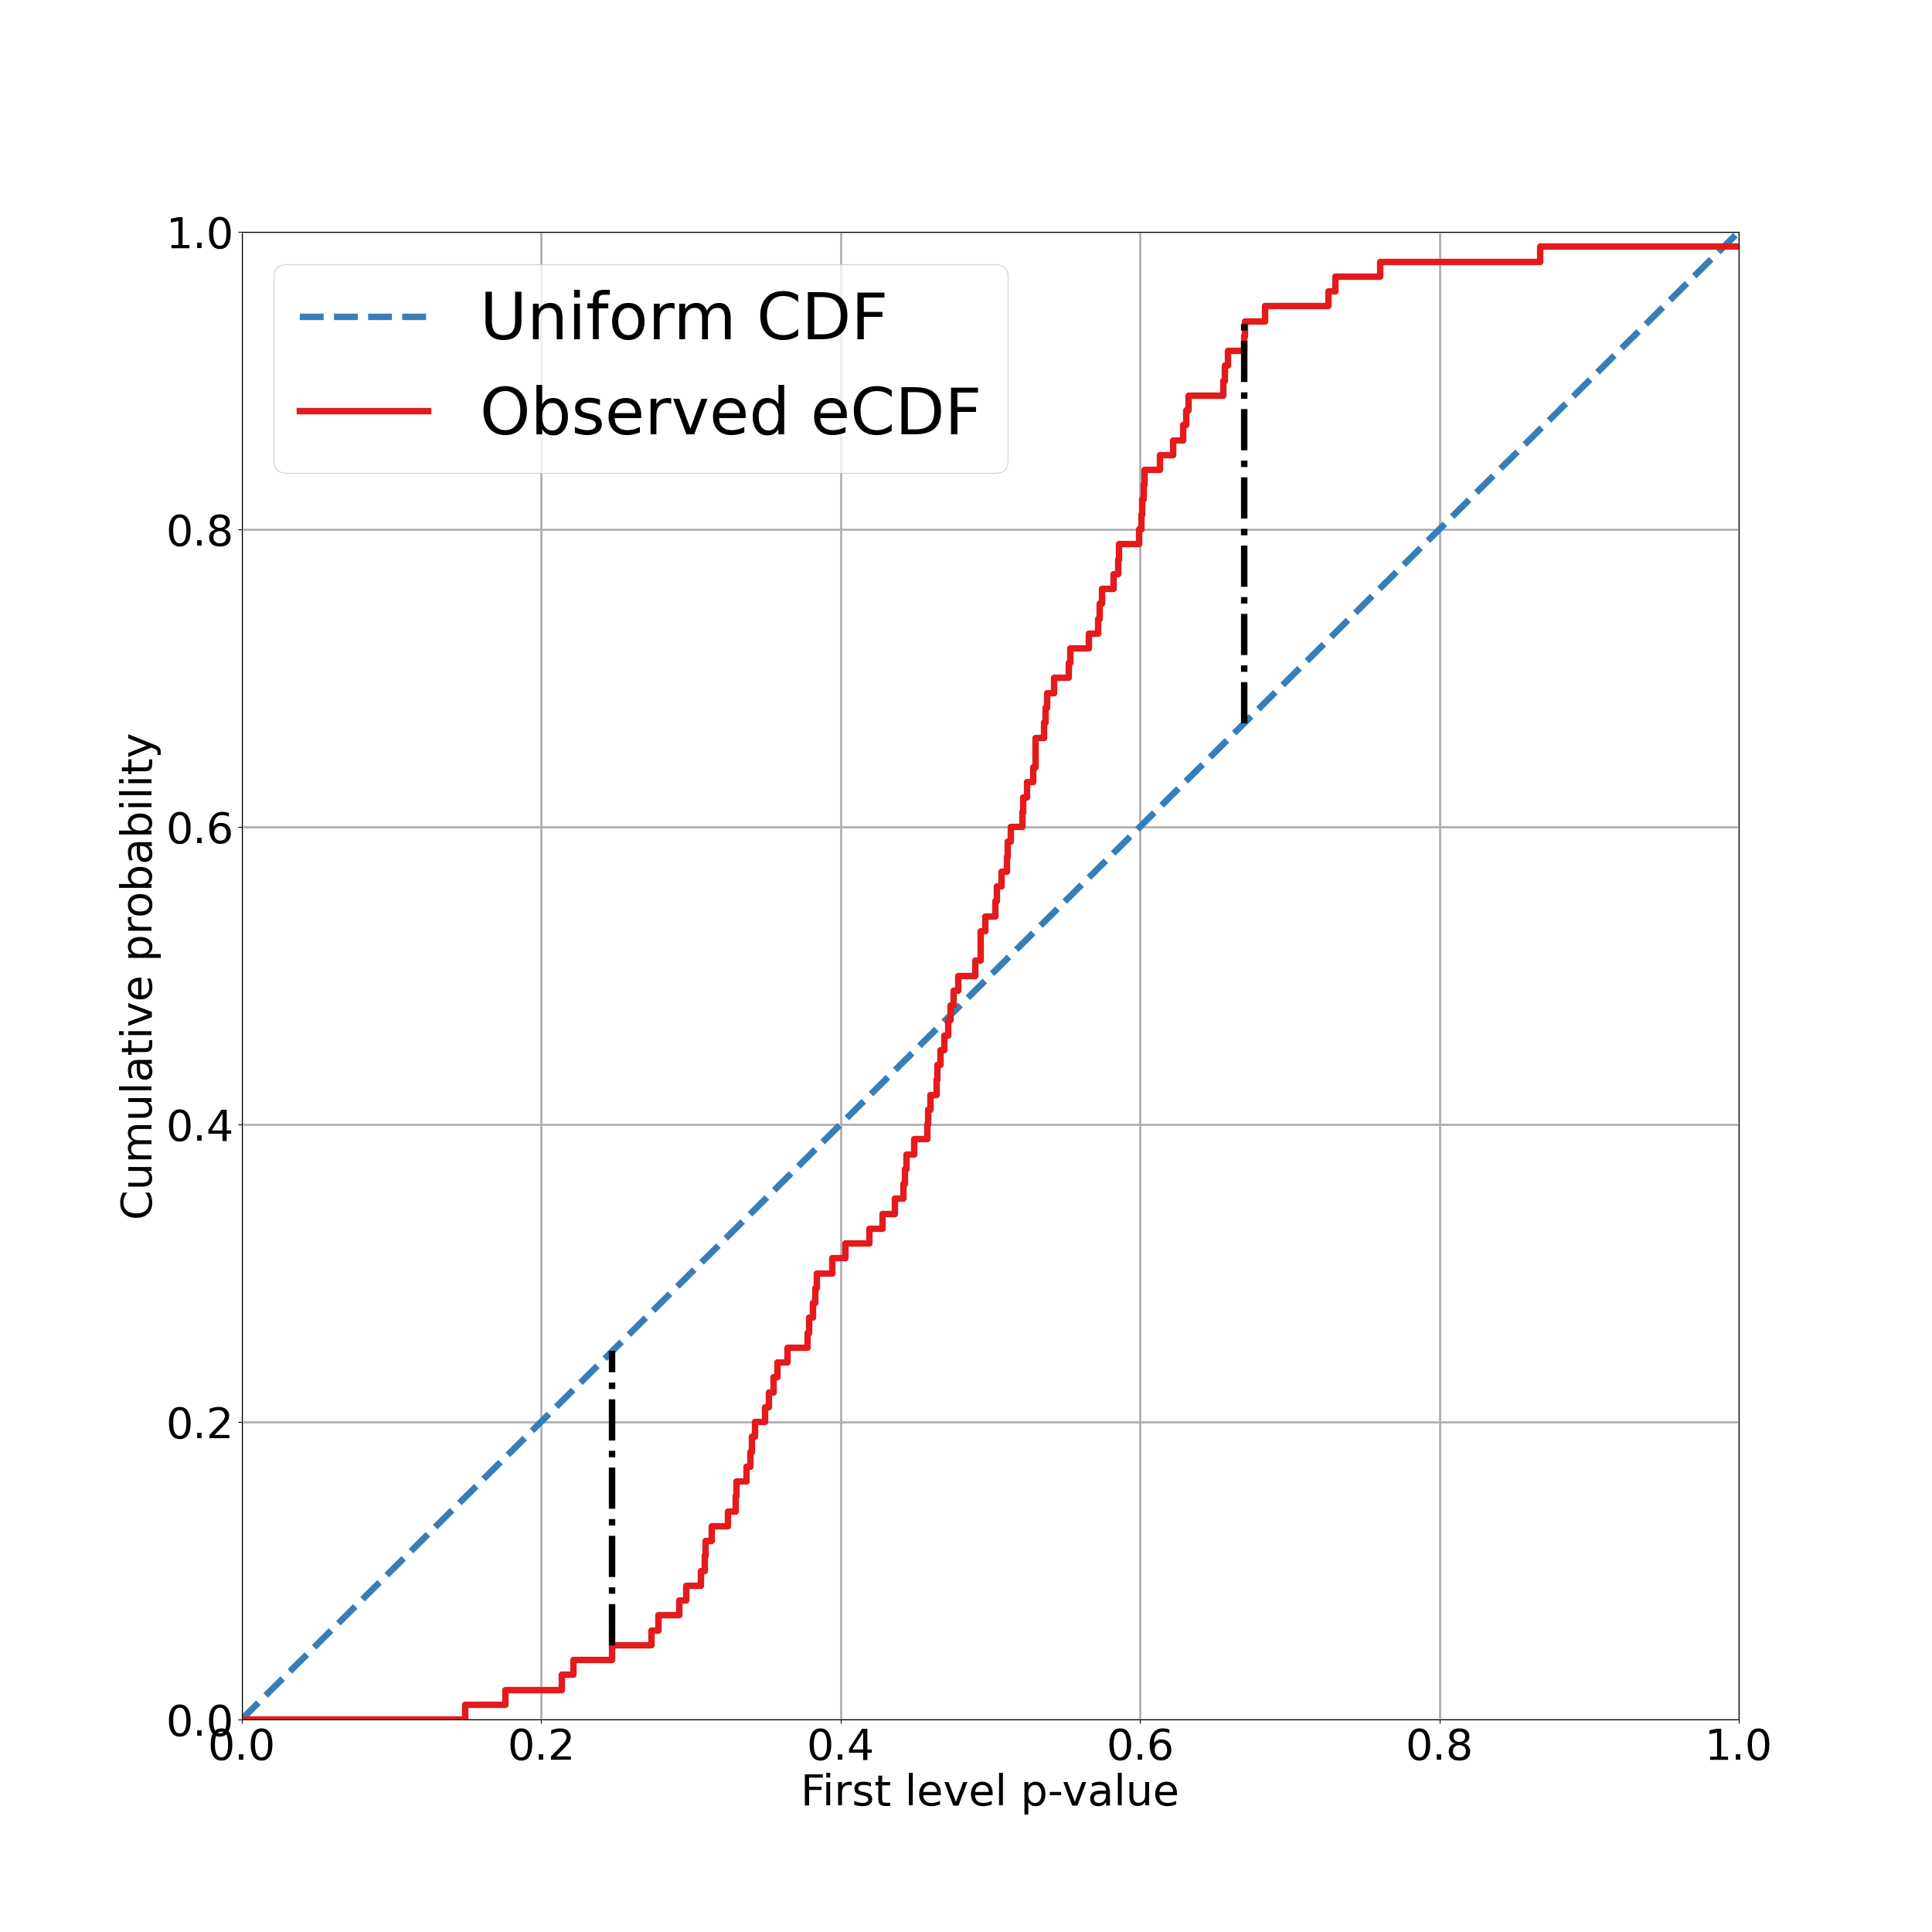 1.0
Uniform CDF
Observed eCDF
0.8
0.6
0.4
0.2
0.0
Cumulative probability
0.0 0.2 0.4 0.6 0.8 1.0
First level p-value